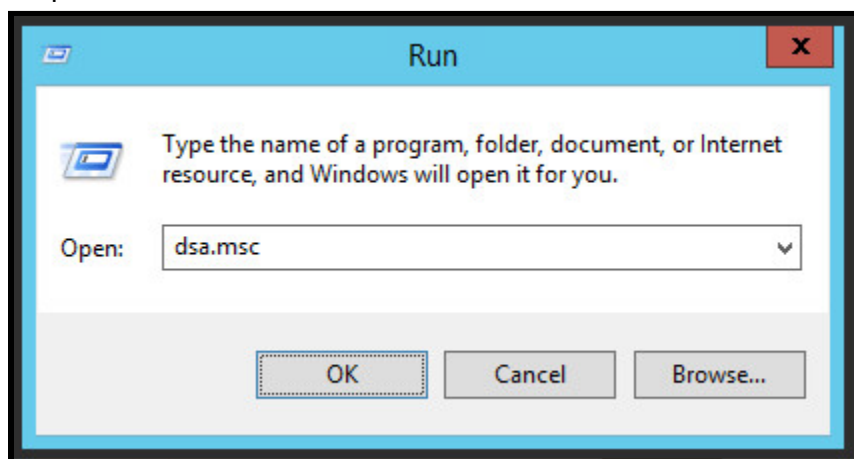 Run
x
Type the name of a program, folder, document, or Internet
resource, and Windows will open it for you.
Open: dsa.msc
OK Cancel Browse...